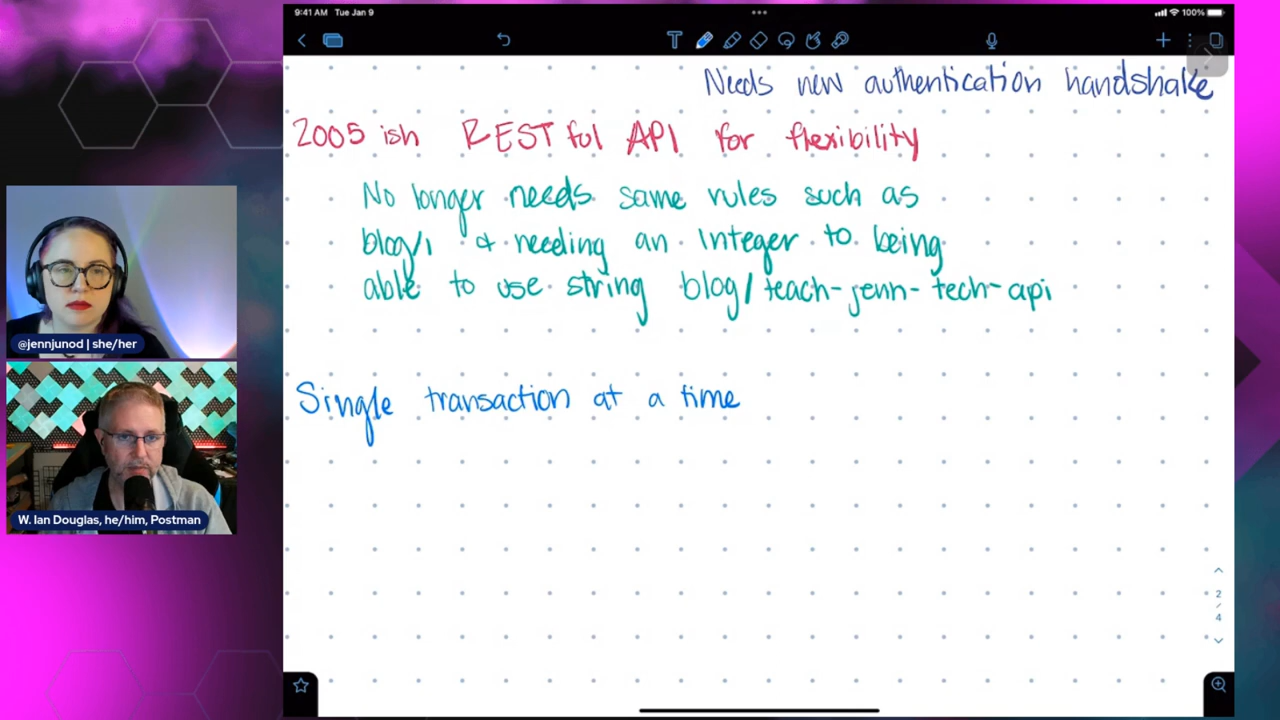 9:41 AM Tue Jan 9
100%
Needs new authentication handshake
2005 ish RESTful API for flexibility
No longer needs same rules such as
blog/1 & needing an integer to being
able to use string blog/teach-jenn-tech-api
Single transaction at a time
@jennjunod | she/her
W. Ian Douglas, he/him, Postman
2
/
4